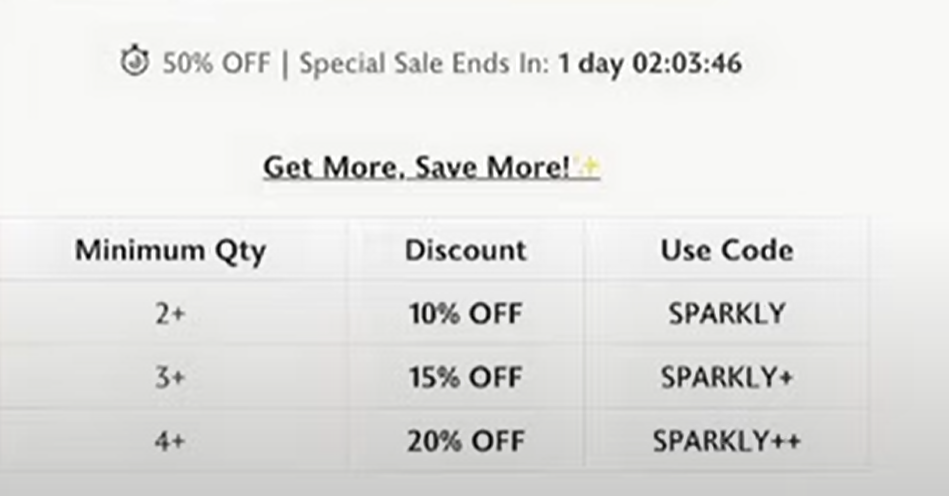 50% OFF | Special Sale Ends In: 1 day 02:03:46
Get More, Save More!
Minimum Qty Discount Use Code
2+ 10% OFF SPARKLY
3+ 15% OFF SPARKLY+
4+ 20% OFF SPARKLY++